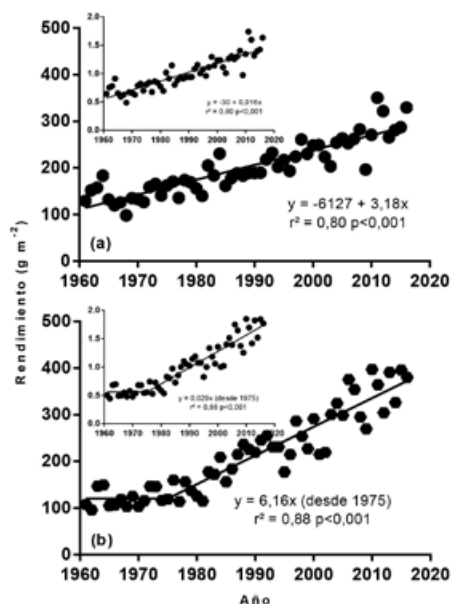 500
400
300
200
100
0
2.0
1.5
1.0
0.5
0.0
1960 1970 1980 1990 2000 2010 2020
y = -30 + 0,016x
r² = 0,80 p<0,001
y = -6127 + 3,18x
r² = 0,80 p<0,001
(a)
1961 1970 1980 1990 2000 2010 2020
Rendimiento (g m⁻²)
500
400
300
200
100
0
2.0
1.5
1.0
0.5
0.0
1960 1970 1980 1990 2000 2010 2020
y = 0,029x (desde 1975)
r² = 0,88 p<0,001
y = 6,16x (desde 1975)
r² = 0,88 p<0,001
(b)
1960 1970 1980 1990 2000 2010 2020
Año